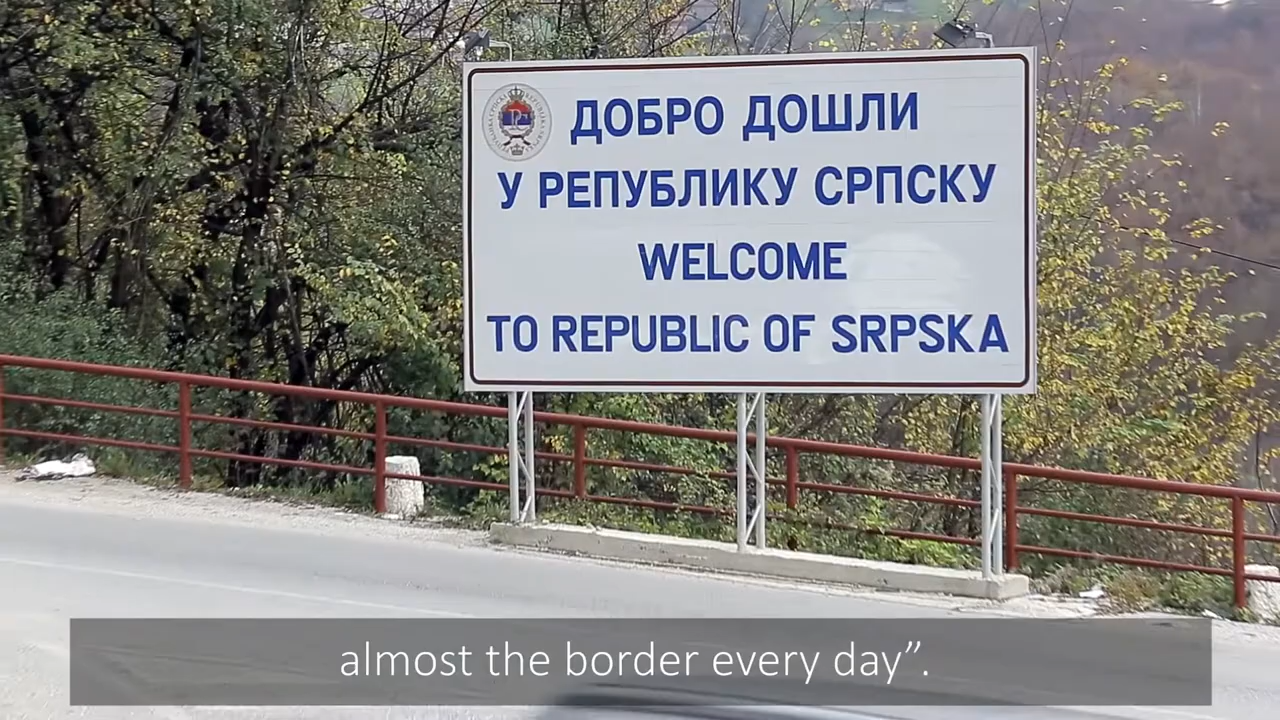 ДОБРО ДОШЛИ
У РЕПУБЛИКУ СРПСКУ
WELCOME
TO REPUBLIC OF SRPSKA
almost the border every day”.